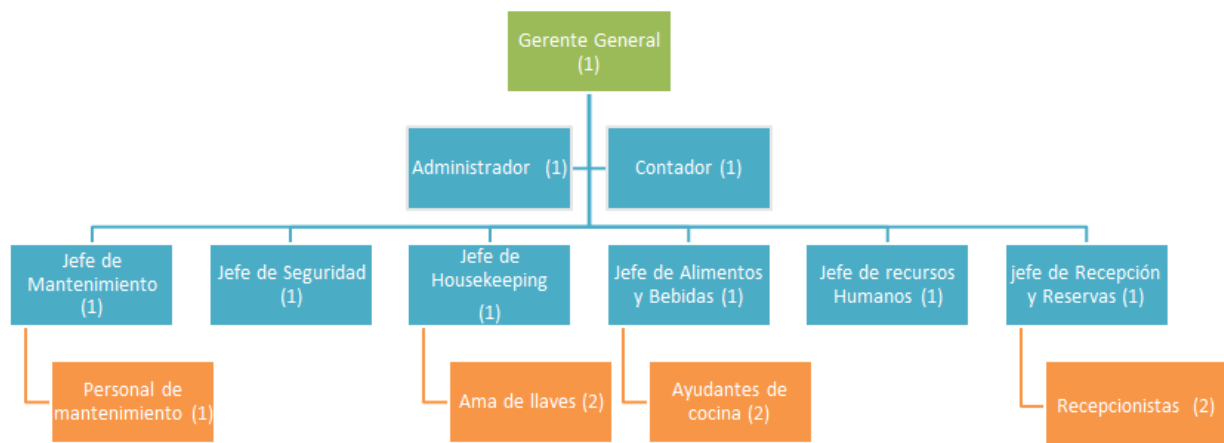 Gerente General
(1)
Administrador (1)
Contador (1)
Jefe de
Mantenimiento
(1)
Jefe de Seguridad
(1)
Jefe de
Housekeeping
(1)
Jefe de Alimentos
y Bebidas (1)
Jefe de recursos
Humanos (1)
jefe de Recepción
y Reservas (1)
Personal de
mantenimiento (1)
Ama de llaves (2)
Ayudantes de
cocina (2)
Recepcionistas (2)